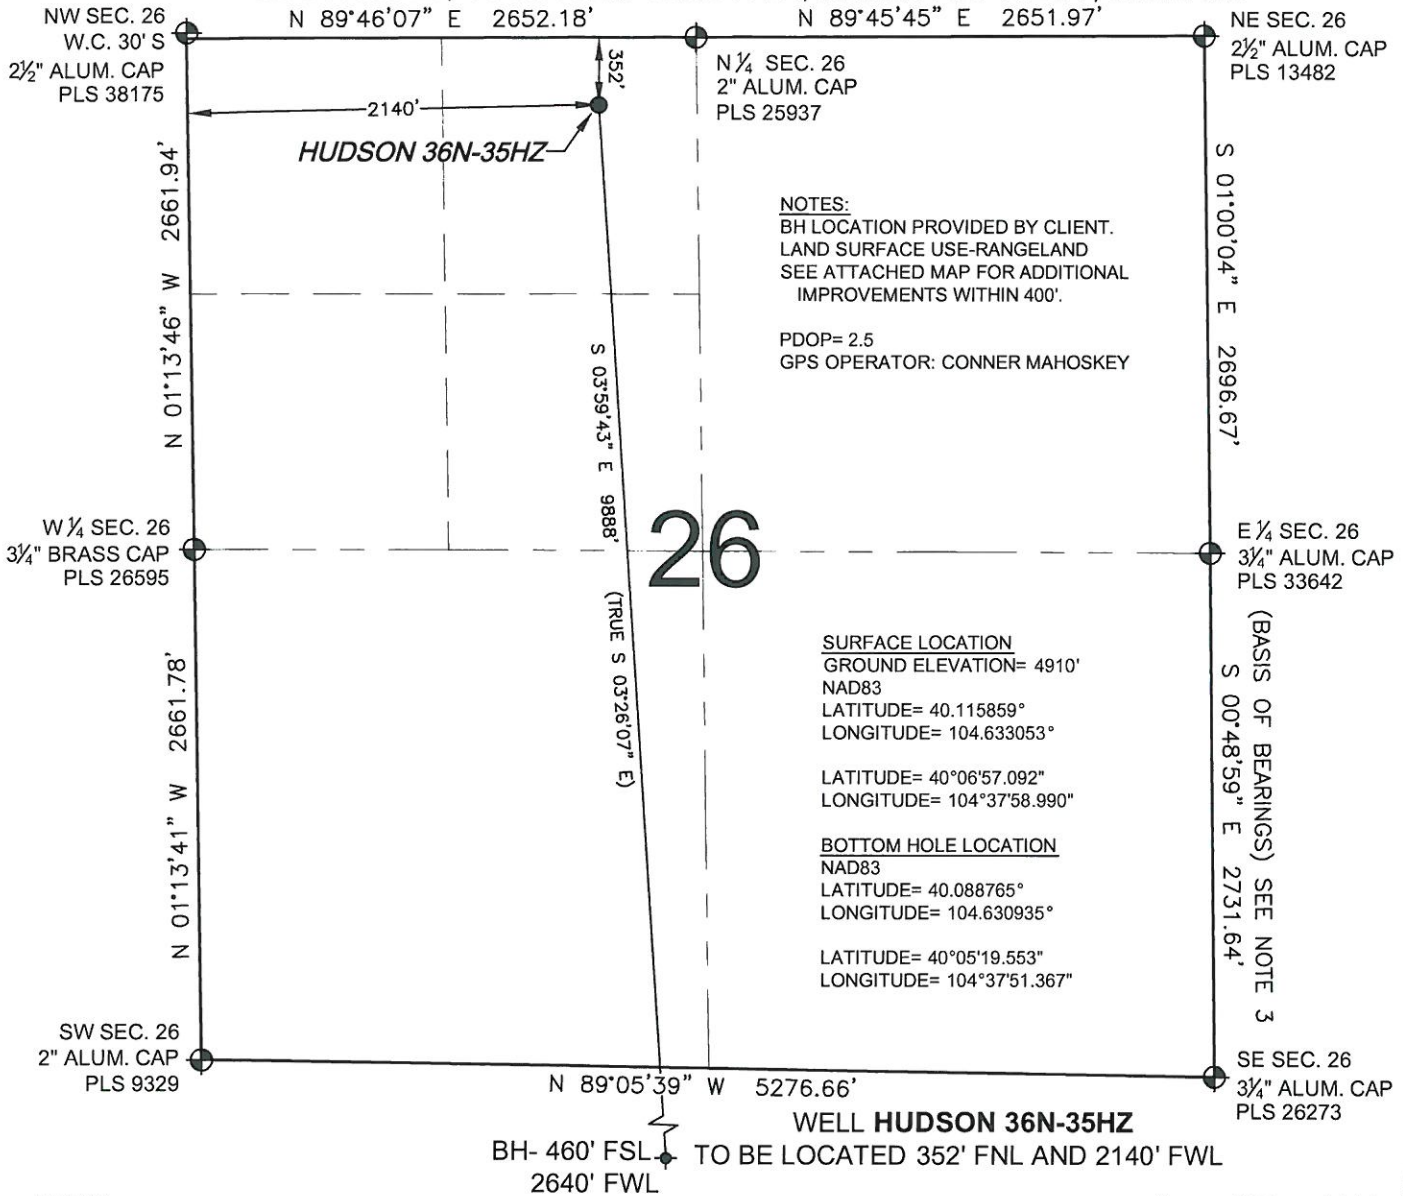 N 89°46'07" E 2652.18'
N 89°45'45" E 2651.97'
NW SEC. 26
W.C. 30' S
2½" ALUM. CAP
PLS 38175
N ¼ SEC. 26
2" ALUM. CAP
PLS 25937
NE SEC. 26
2½" ALUM. CAP
PLS 13482
352'
2140'
HUDSON 36N-35HZ
N 01°13'46" W 2661.94'
S 01°00'04" E 2696.67'
NOTES:
BH LOCATION PROVIDED BY CLIENT.
LAND SURFACE USE-RANGELAND
SEE ATTACHED MAP FOR ADDITIONAL
IMPROVEMENTS WITHIN 400'.
PDOP= 2.5
GPS OPERATOR: CONNER MAHOSKEY
S 03°59'43" E 9888'
(TRUE S 03°26'07" E)
26
W ¼ SEC. 26
3¼" BRASS CAP
PLS 26595
E ¼ SEC. 26
3¼" ALUM. CAP
PLS 33642
N 01°13'41" W 2661.78'
S 00°48'59" E 2731.64'
(BASIS OF BEARINGS) SEE NOTE 3
SURFACE LOCATION
GROUND ELEVATION= 4910'
NAD83
LATITUDE= 40.115859°
LONGITUDE= 104.633053°
LATITUDE= 40°06'57.092"
LONGITUDE= 104°37'58.990"
BOTTOM HOLE LOCATION
NAD83
LATITUDE= 40.088765°
LONGITUDE= 104.630935°
LATITUDE= 40°05'19.553"
LONGITUDE= 104°37'51.367"
SW SEC. 26
2" ALUM. CAP
PLS 9329
N 89°05'39" W 5276.66'
SE SEC. 26
3¼" ALUM. CAP
PLS 26273
BH- 460' FSL
2640' FWL
WELL HUDSON 36N-35HZ
TO BE LOCATED 352' FNL AND 2140' FWL